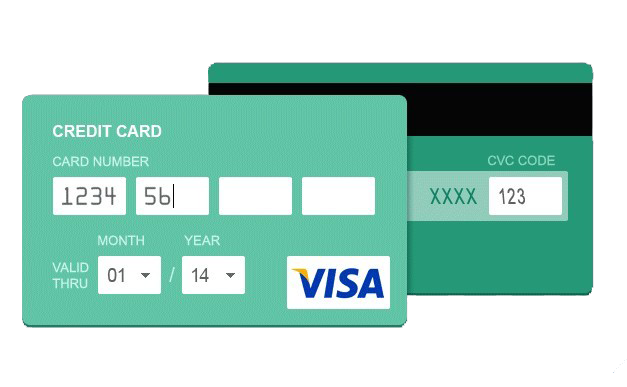 CREDIT CARD
CARD NUMBER
1234 56
MONTH YEAR
VALID
THRU
01 / 14
VISA
CVC CODE
XXXX 123